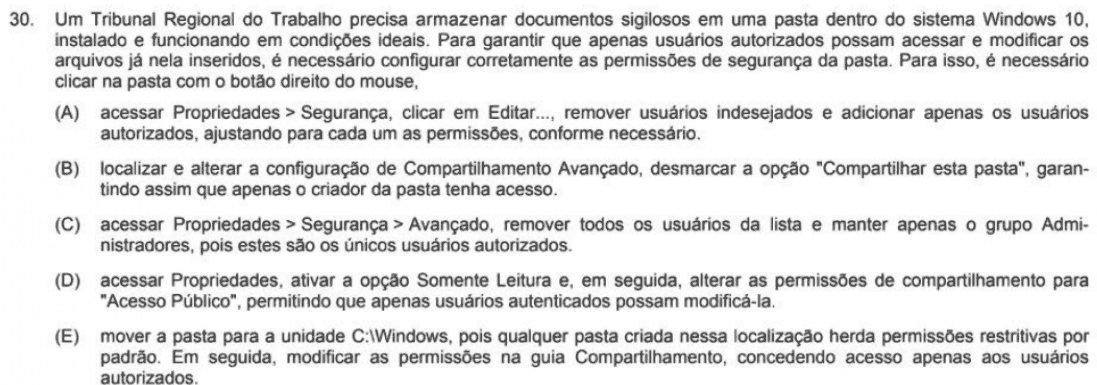 30. Um Tribunal Regional do Trabalho precisa armazenar documentos sigilosos em uma pasta dentro do sistema Windows 10,
instalado e funcionando em condições ideais. Para garantir que apenas usuários autorizados possam acessar e modificar os
arquivos já nela inseridos, é necessário configurar corretamente as permissões de segurança da pasta. Para isso, é necessário
clicar na pasta com o botão direito do mouse,
(A) acessar Propriedades > Segurança, clicar em Editar..., remover usuários indesejados e adicionar apenas os usuários
autorizados, ajustando para cada um as permissões, conforme necessário.
(B) localizar e alterar a configuração de Compartilhamento Avançado, desmarcar a opção "Compartilhar esta pasta", garan-
tindo assim que apenas o criador da pasta tenha acesso.
(C) acessar Propriedades > Segurança > Avançado, remover todos os usuários da lista e manter apenas o grupo Admi-
nistradores, pois estes são os únicos usuários autorizados.
(D) acessar Propriedades, ativar a opção Somente Leitura e, em seguida, alterar as permissões de compartilhamento para
"Acesso Público", permitindo que apenas usuários autenticados possam modificá-la.
(E) mover a pasta para a unidade C:\Windows, pois qualquer pasta criada nessa localização herda permissões restritivas por
padrão. Em seguida, modificar as permissões na guia Compartilhamento, concedendo acesso apenas aos usuários
autorizados.